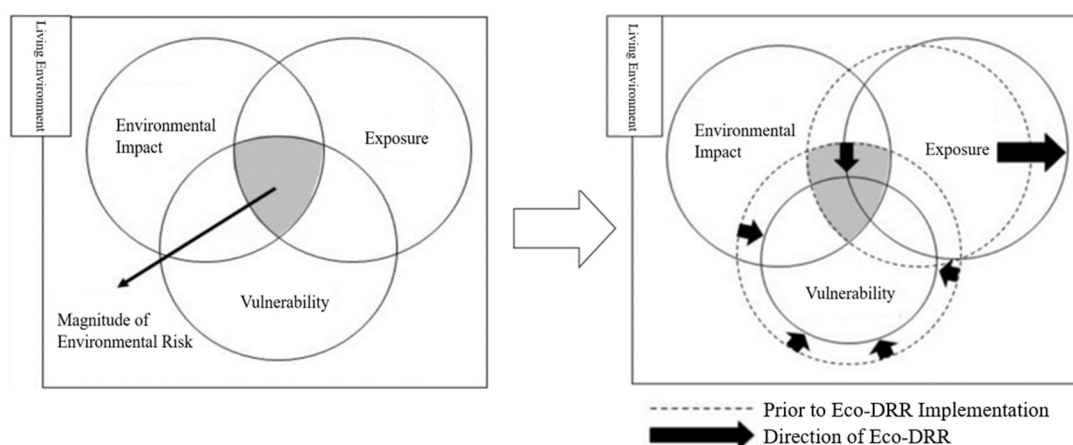 Living Environment
Environmental
Impact
Exposure
Vulnerability
Magnitude of
Environmental Risk
Living Environment
Environmental
Impact
Exposure
Vulnerability
Prior to Eco-DRR Implementation
Direction of Eco-DRR